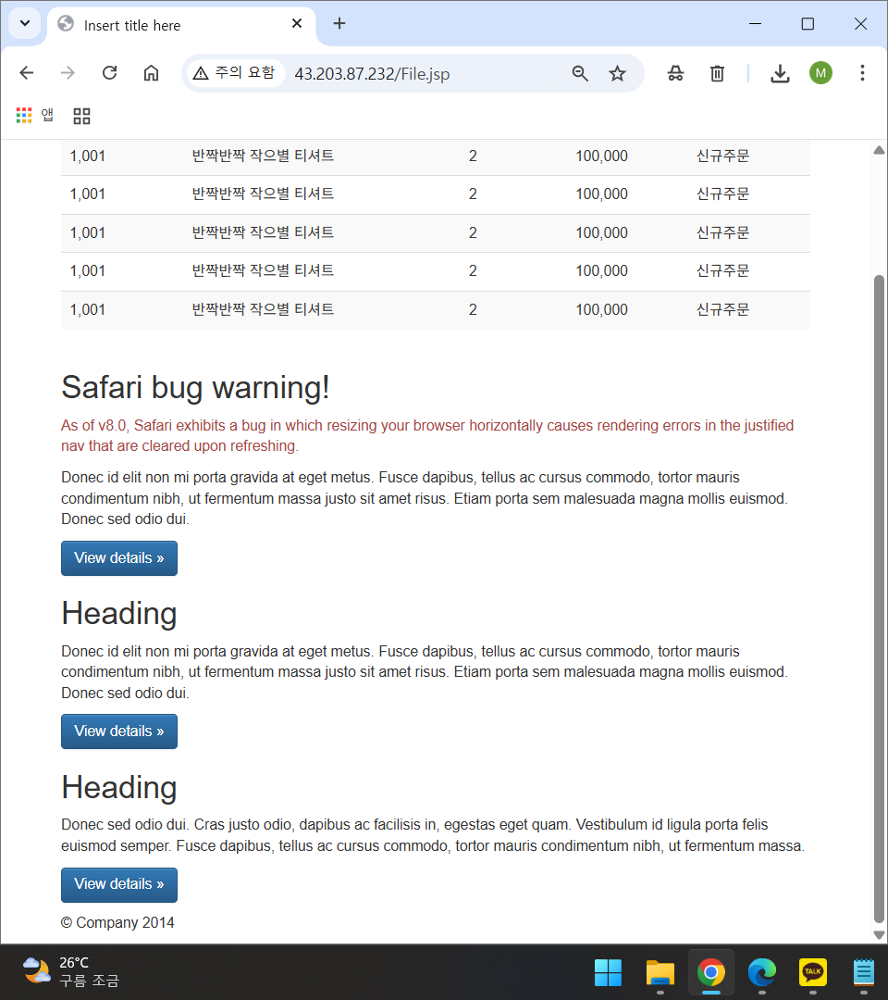 Insert title here
주의 요함
43.203.87.232/File.jsp
M
앱
1,001 반짝반짝 작으별 티셔트 2 100,000 신규주문
1,001 반짝반짝 작으별 티셔트 2 100,000 신규주문
1,001 반짝반짝 작으별 티셔트 2 100,000 신규주문
1,001 반짝반짝 작으별 티셔트 2 100,000 신규주문
1,001 반짝반짝 작으별 티셔트 2 100,000 신규주문
Safari bug warning!
As of v8.0, Safari exhibits a bug in which resizing your browser horizontally causes rendering errors in the justified
nav that are cleared upon refreshing.
Donec id elit non mi porta gravida at eget metus. Fusce dapibus, tellus ac cursus commodo, tortor mauris
condimentum nibh, ut fermentum massa justo sit amet risus. Etiam porta sem malesuada magna mollis euismod.
Donec sed odio dui.
View details »
Heading
Donec id elit non mi porta gravida at eget metus. Fusce dapibus, tellus ac cursus commodo, tortor mauris
condimentum nibh, ut fermentum massa justo sit amet risus. Etiam porta sem malesuada magna mollis euismod.
Donec sed odio dui.
View details »
Heading
Donec sed odio dui. Cras justo odio, dapibus ac facilisis in, egestas eget quam. Vestibulum id ligula porta felis
euismod semper. Fusce dapibus, tellus ac cursus commodo, tortor mauris condimentum nibh, ut fermentum massa.
View details »
© Company 2014
26°C
구름 조금
TALK